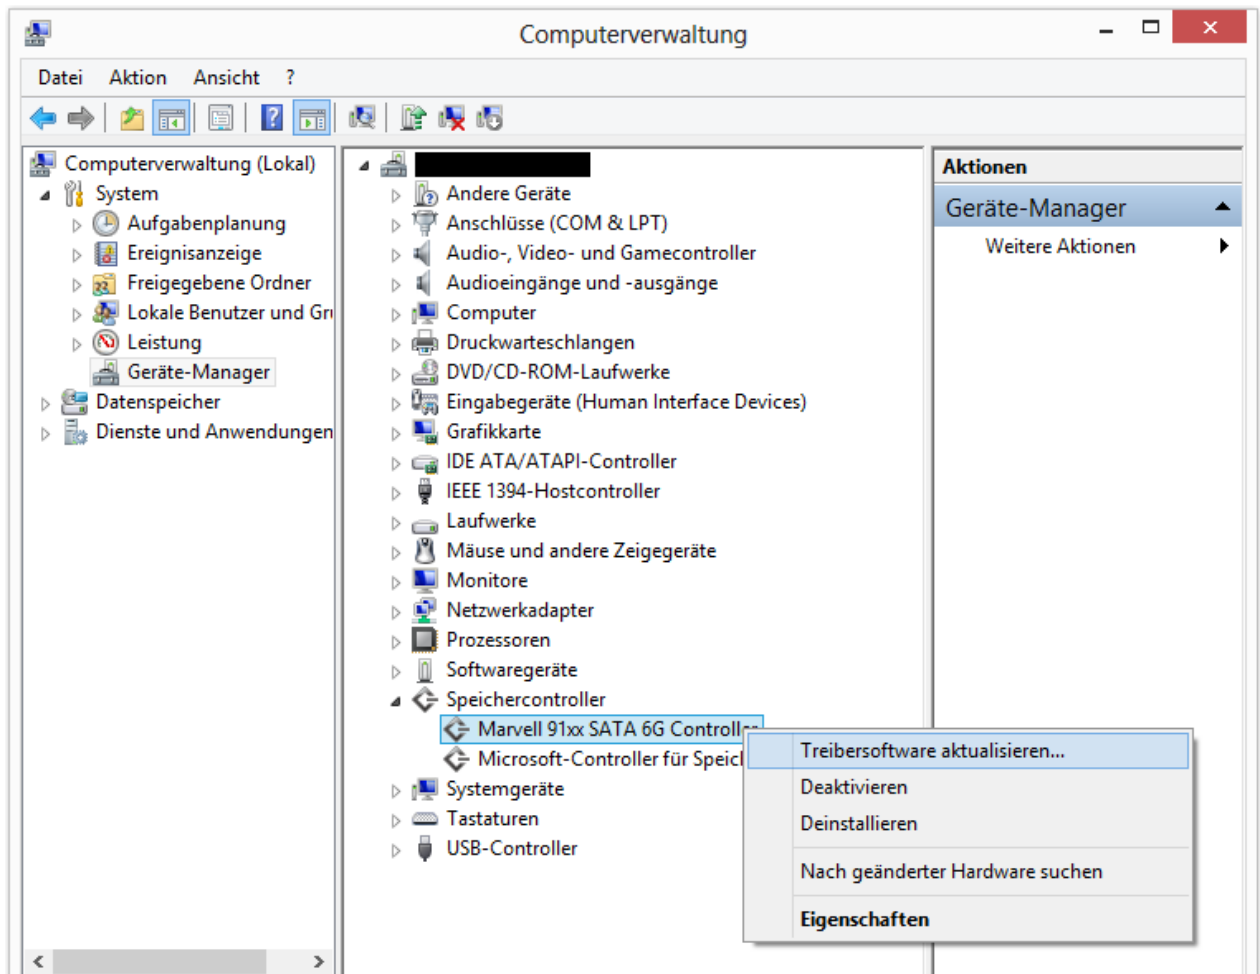 Computerverwaltung
Datei Aktion Ansicht ?
Computerverwaltung (Lokal)
System
Aufgabenplanung
Ereignisanzeige
Freigegebene Ordner
Lokale Benutzer und Gru
Leistung
Geräte-Manager
Datenspeicher
Dienste und Anwendungen
Andere Geräte
Anschlüsse (COM & LPT)
Audio-, Video- und Gamecontroller
Audioeingänge und -ausgänge
Computer
Druckwarteschlangen
DVD/CD-ROM-Laufwerke
Eingabegeräte (Human Interface Devices)
Grafikkarte
IDE ATA/ATAPI-Controller
IEEE 1394-Hostcontroller
Laufwerke
Mäuse und andere Zeigegeräte
Monitore
Netzwerkadapter
Prozessoren
Softwaregeräte
Speichercontroller
Marvell 91xx SATA 6G Controller
Microsoft-Controller für Speic
Systemgeräte
Tastaturen
USB-Controller
Treibersoftware aktualisieren...
Deaktivieren
Deinstallieren
Nach geänderter Hardware suchen
Eigenschaften
Aktionen
Geräte-Manager
Weitere Aktionen